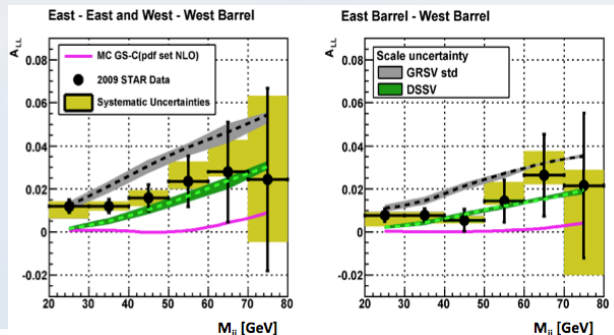 East - East and West - West Barrel
A_LL
MC GS-C(pdf set NLO)
2009 STAR Data
Systematic Uncertainties
0.08
0.06
0.04
0.02
0
-0.02
20 30 40 50 60 70 80
M_jj [GeV]
East Barrel - West Barrel
A_LL
Scale uncertainty
GRSV std
DSSV
0.08
0.06
0.04
0.02
0
-0.02
20 30 40 50 60 70 80
M_jj [GeV]